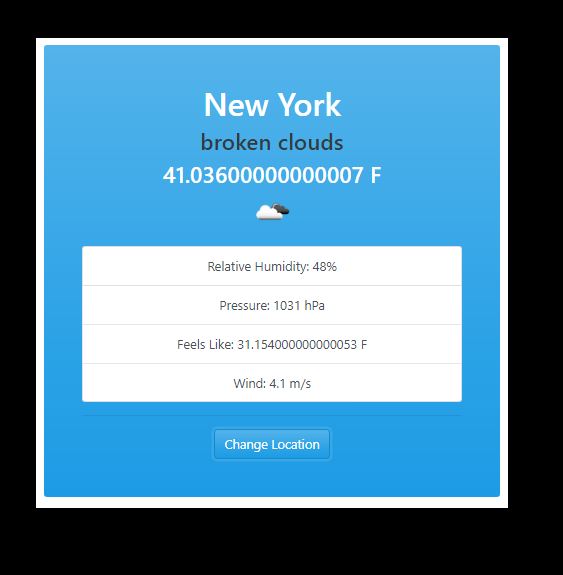 New York
broken clouds
41.03600000000007 F
Relative Humidity: 48%
Pressure: 1031 hPa
Feels Like: 31.154000000000053 F
Wind: 4.1 m/s
Change Location